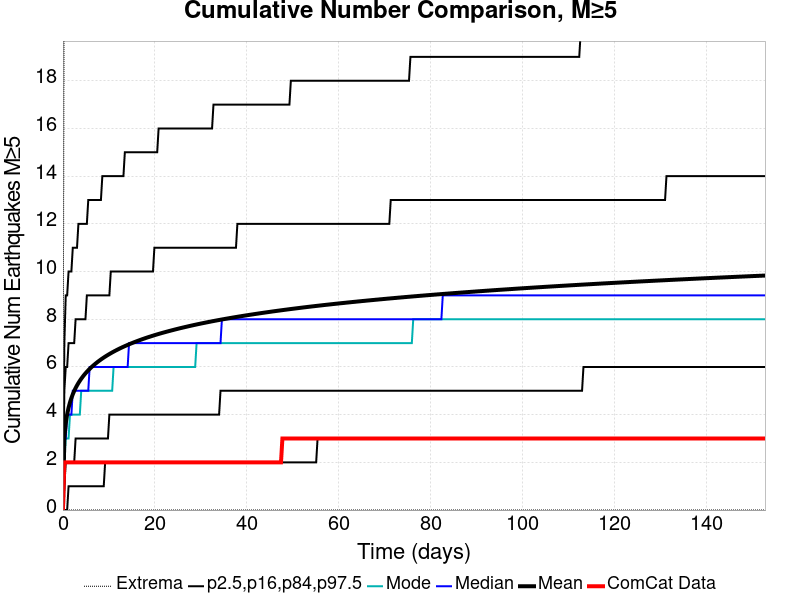 Cumulative Number Comparison, M≥5
Cumulative Num Earthquakes M≥5
18
16
14
12
10
8
6
4
2
0
0 20 40 60 80 100 120 140
Time (days)
Extrema p2.5,p16,p84,p97.5 Mode Median Mean ComCat Data